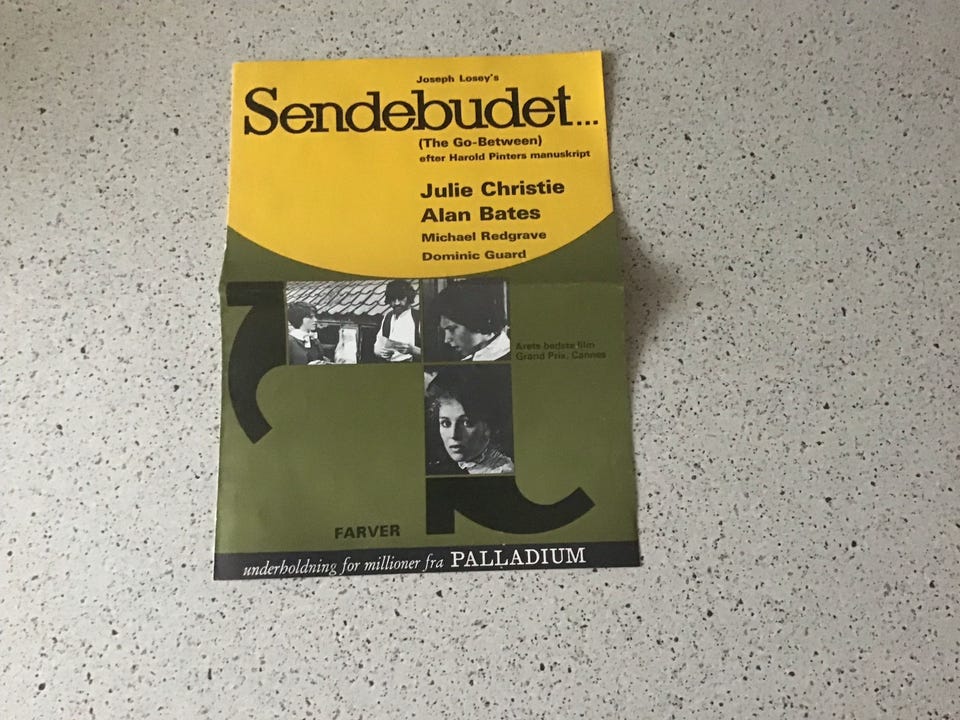 Joseph Losey's
Sendebudet...
(The Go-Between)
efter Harold Pinters manuskript
Julie Christie
Alan Bates
Michael Redgrave
Dominic Guard
Årets bedste film
Grand Prix, Cannes
FARVER
underholdning for millioner fra PALLADIUM